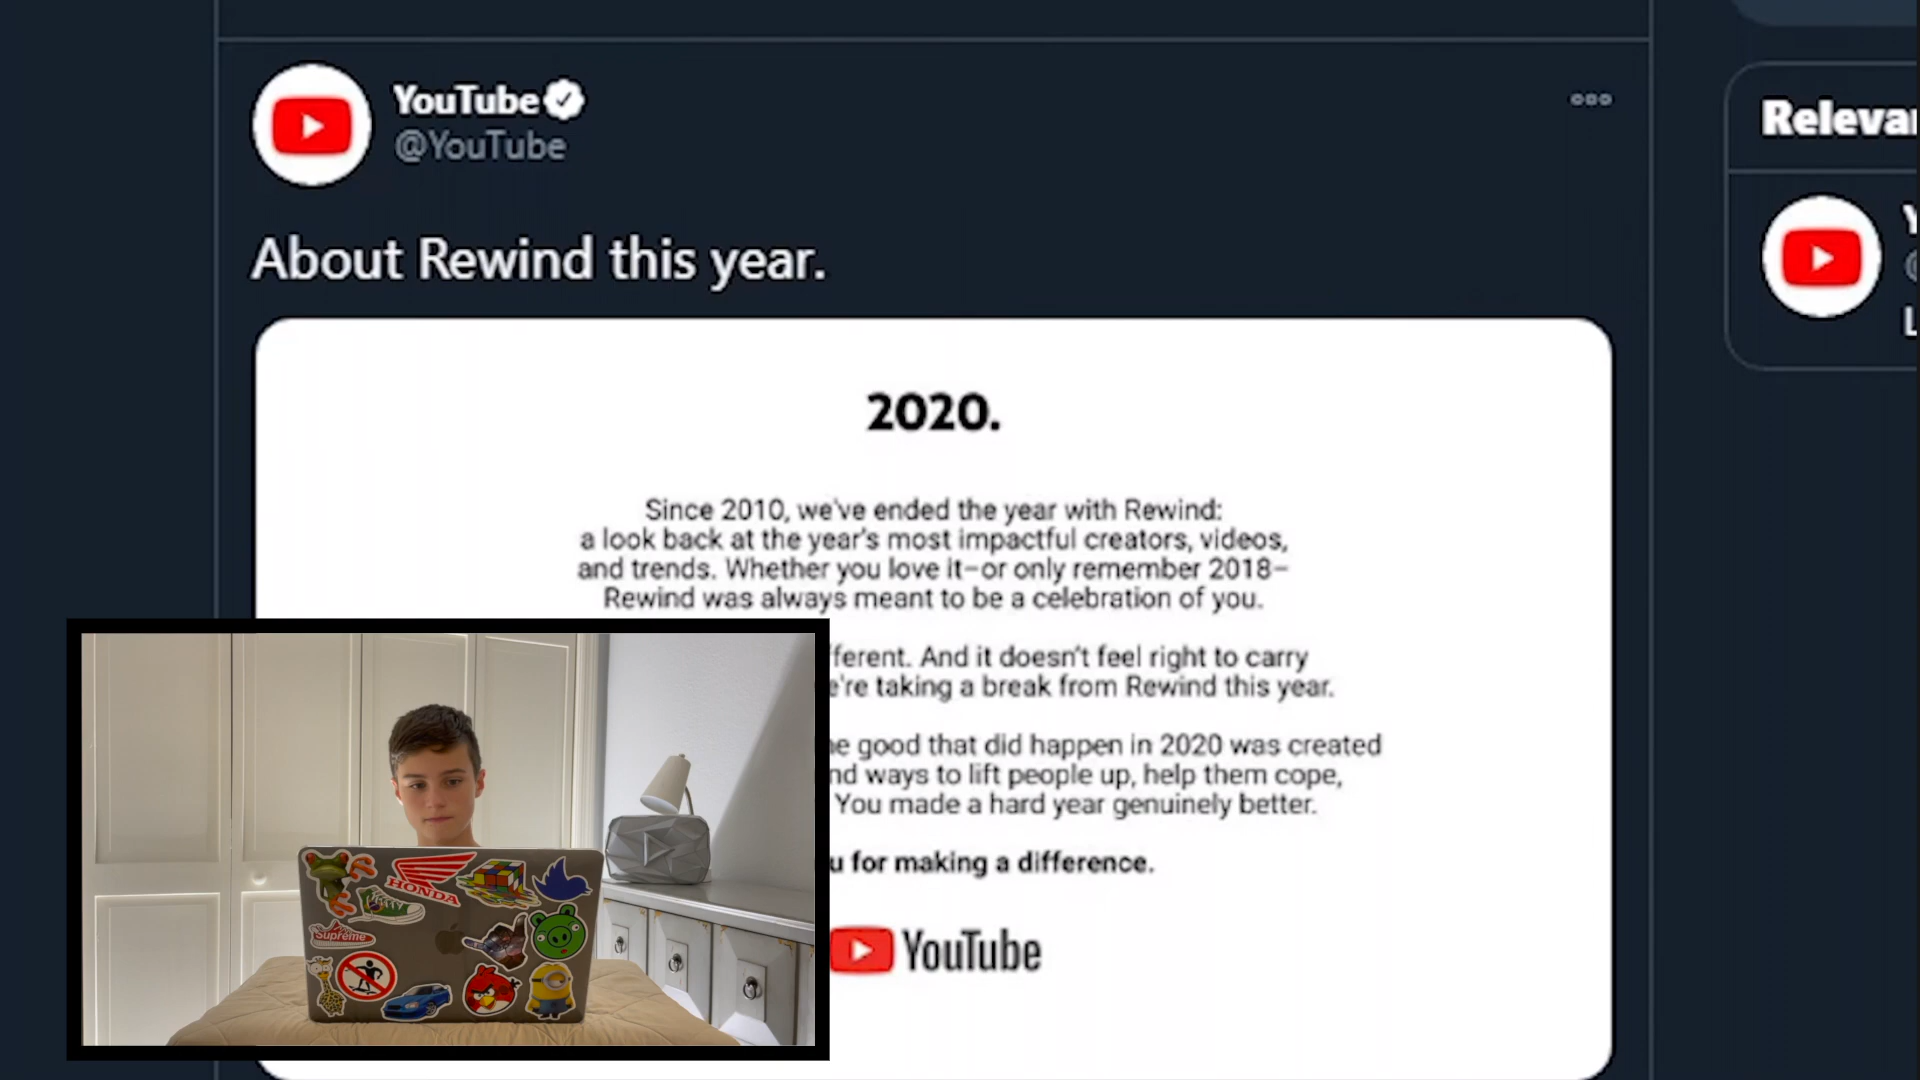 YouTube
@YouTube
About Rewind this year.
2020.
Since 2010, we've ended the year with Rewind:
a look back at the year's most impactful creators, videos,
and trends. Whether you love it–or only remember 2018–
Rewind was always meant to be a celebration of you.
And it doesn't feel right to carry
taking a break from Rewind this year.
good that did happen in 2020 was created
ways to lift people up, help them cope,
You made a hard year genuinely better.
for making a difference.
YouTube
HONDA
Supreme